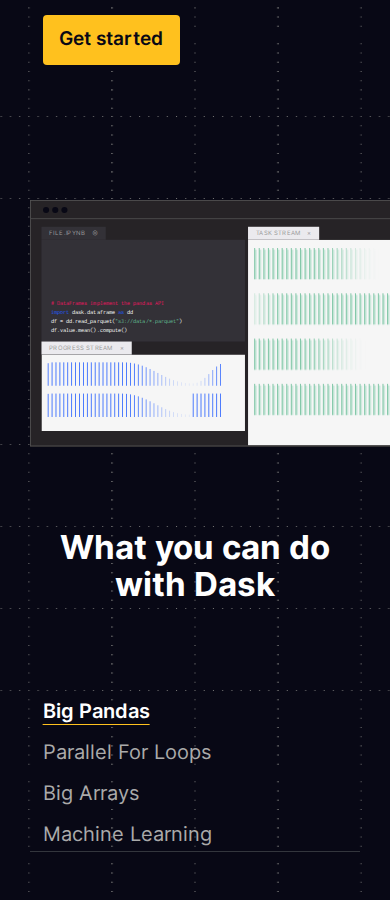 Get started
FILE.IPYNB
TASK STREAM ×
# Dataframes implement the pandas API
import dask.dataframe as dd
df = dd.read_parquet("s3://data/*.parquet")
df.value.mean().compute()
PROGRESS STREAM ×
What you can do
with Dask
Big Pandas
Parallel For Loops
Big Arrays
Machine Learning